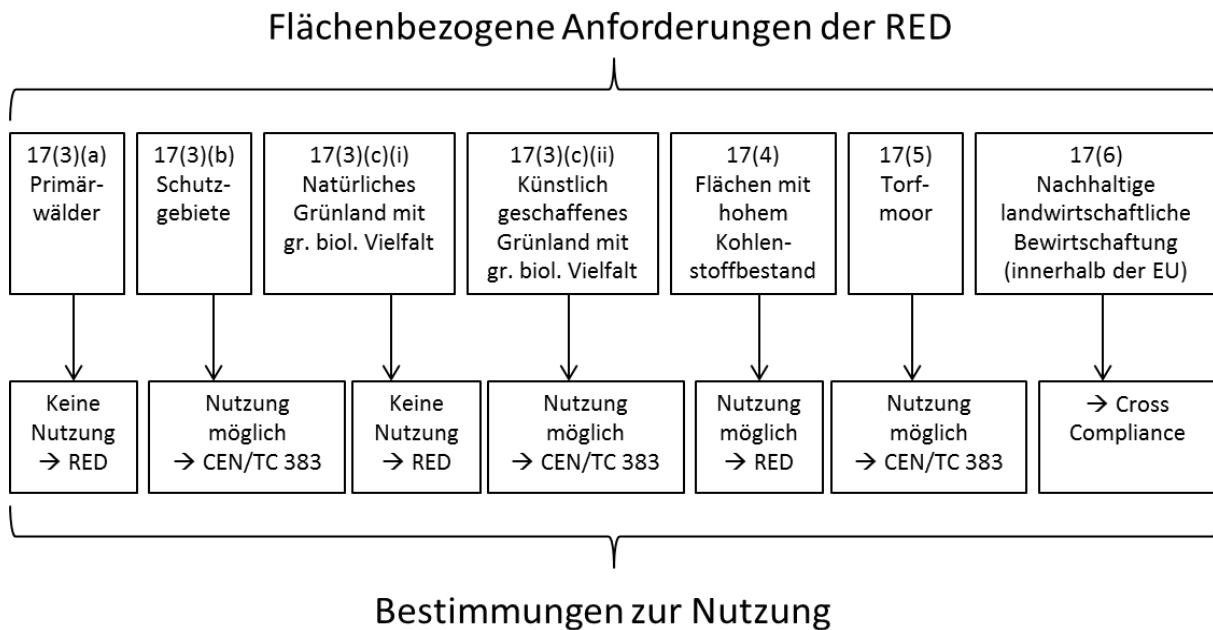 Flächenbezogene Anforderungen der RED
17(3)(a)
Primär-
wälder
17(3)(b)
Schutz-
gebiete
17(3)(c)(i)
Natürliches
Grünland mit
gr. biol. Vielfalt
17(3)(c)(ii)
Künstlich
geschaffenes
Grünland mit
gr. biol. Vielfalt
17(4)
Flächen mit
hohem
Kohlen-
stoffbestand
17(5)
Torf-
moor
17(6)
Nachhaltige
landwirtschaftliche
Bewirtschaftung
(innerhalb der EU)
Keine
Nutzung
→ RED
Nutzung
möglich
→ CEN/TC 383
Keine
Nutzung
→ RED
Nutzung
möglich
→ CEN/TC 383
Nutzung
möglich
→ RED
Nutzung
möglich
→ CEN/TC 383
→ Cross
Compliance
Bestimmungen zur Nutzung